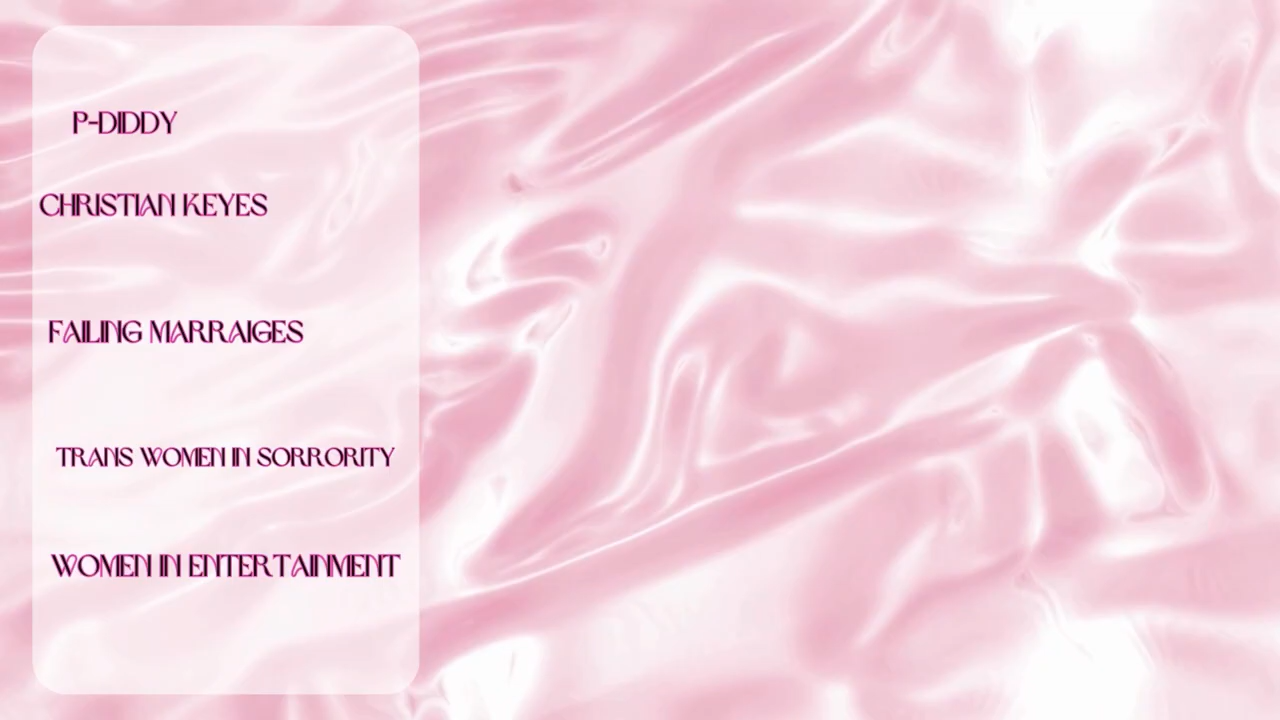 P-DIDDY
CHRISTIAN KEYES
FAILING MARRAIGES
TRANS WOMEN IN SORRORITY
WOMEN IN ENTERTAINMENT